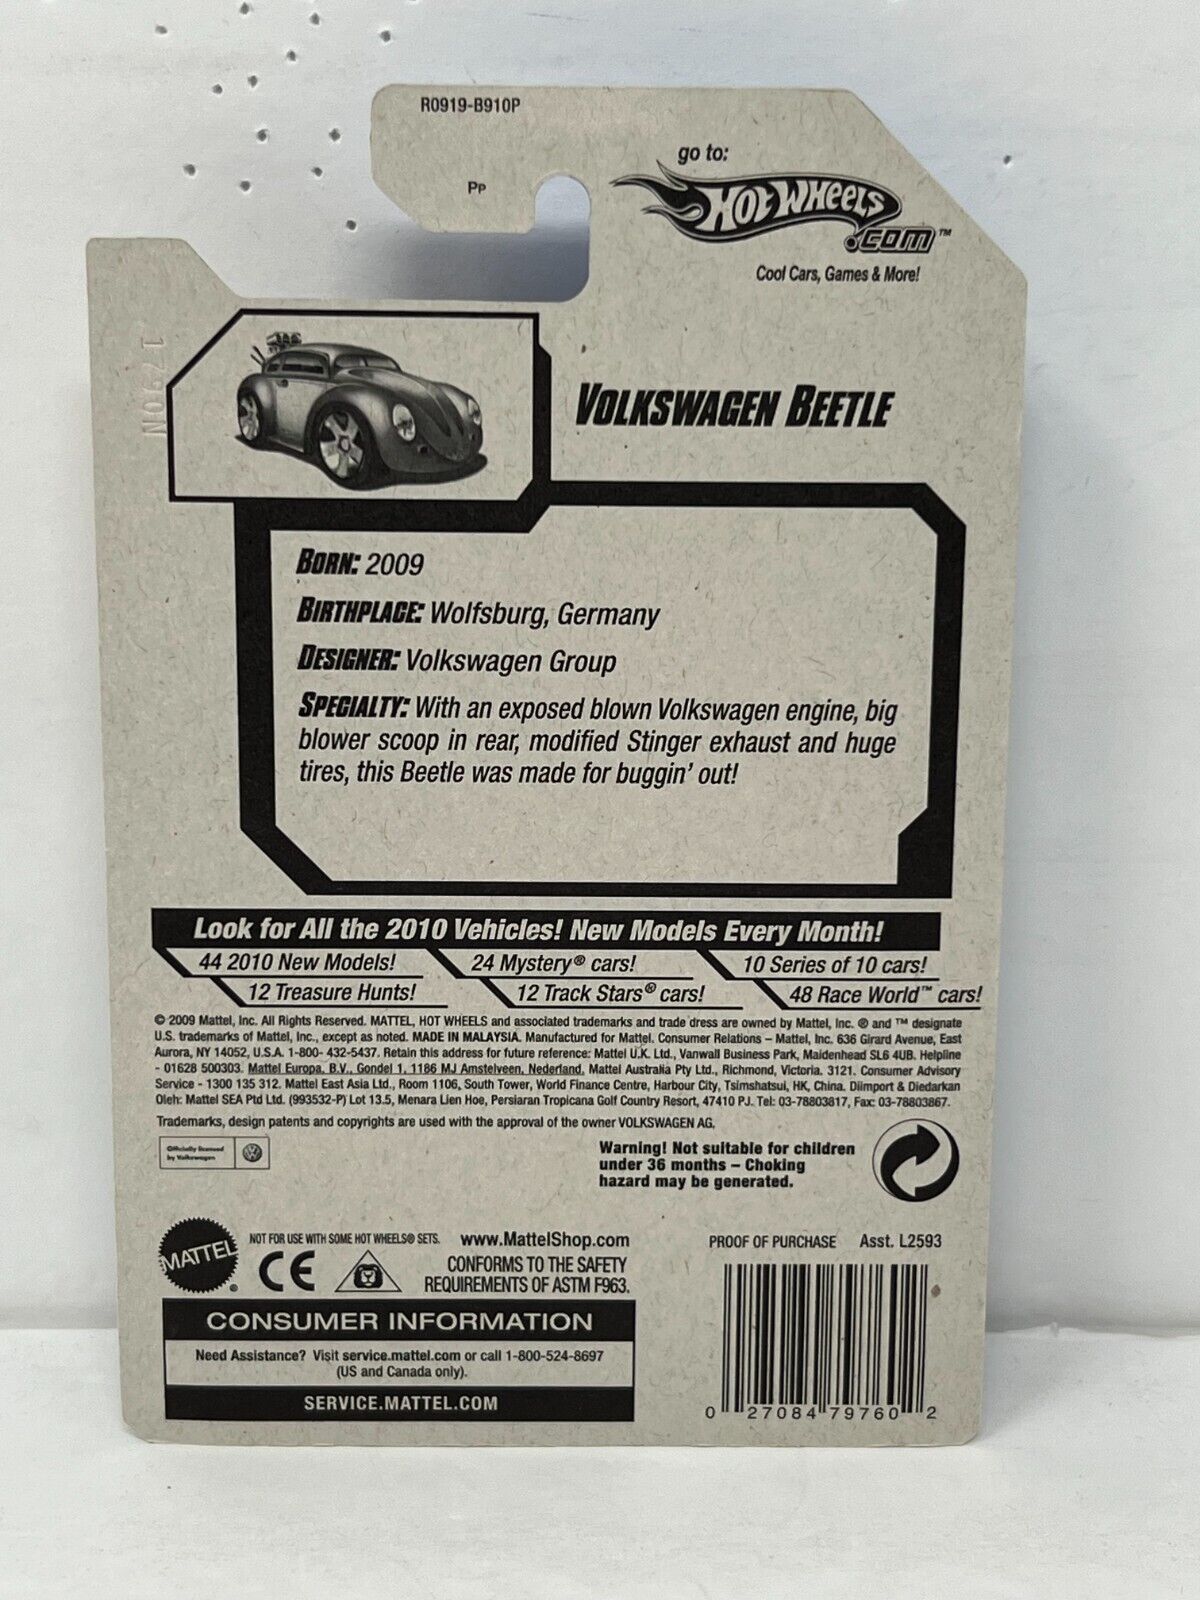 R0919-B910P
Pp
go to:
HOT WHEELS
.COM™
Cool Cars, Games & More!
VOLKSWAGEN BEETLE
BORN: 2009
BIRTHPLACE: Wolfsburg, Germany
DESIGNER: Volkswagen Group
SPECIALTY: With an exposed blown Volkswagen engine, big
blower scoop in rear, modified Stinger exhaust and huge
tires, this Beetle was made for buggin' out!
Look for All the 2010 Vehicles! New Models Every Month!
44 2010 New Models! 24 Mystery® cars! 10 Series of 10 cars!
12 Treasure Hunts! 12 Track Stars® cars! 48 Race World™ cars!
© 2009 Mattel, Inc. All Rights Reserved. MATTEL, HOT WHEELS and associated trademarks and trade dress are owned by Mattel, Inc. ® and ™ designate
U.S. trademarks of Mattel, Inc., except as noted. MADE IN MALAYSIA. Manufactured for Mattel. Consumer Relations – Mattel, Inc. 636 Girard Avenue, East
Aurora, NY 14052, U.S.A. 1-800- 432-5437. Retain this address for future reference: Mattel U.K. Ltd., Vanwall Business Park, Maidenhead SL6 4UB. Helpline
- 01628 500303. Mattel Europa, B.V., Gondel 1, 1186 MJ Amstelveen, Nederland. Mattel Australia Pty Ltd., Richmond, Victoria. 3121. Consumer Advisory
Service - 1300 135 312. Mattel East Asia Ltd., Room 1106, South Tower, World Finance Centre, Harbour City, Tsimshatsui, HK, China. Diimport & Diedarkan
Oleh: Mattel SEA Ptd Ltd. (993532-P) Lot 13.5, Menara Lien Hoe, Persiaran Tropicana Golf Country Resort, 47410 PJ. Tel: 03-78803817, Fax: 03-78803867.
Trademarks, design patents and copyrights are used with the approval of the owner VOLKSWAGEN AG.
Officially licensed
by Volkswagen
Warning! Not suitable for children
under 36 months – Choking
hazard may be generated.
MATTEL®
NOT FOR USE WITH SOME HOT WHEELS® SETS. www.MattelShop.com
CE
CONFORMS TO THE SAFETY
REQUIREMENTS OF ASTM F963.
PROOF OF PURCHASE Asst. L2593
CONSUMER INFORMATION
Need Assistance? Visit service.mattel.com or call 1-800-524-8697
(US and Canada only).
SERVICE.MATTEL.COM
0 27084 79760 2